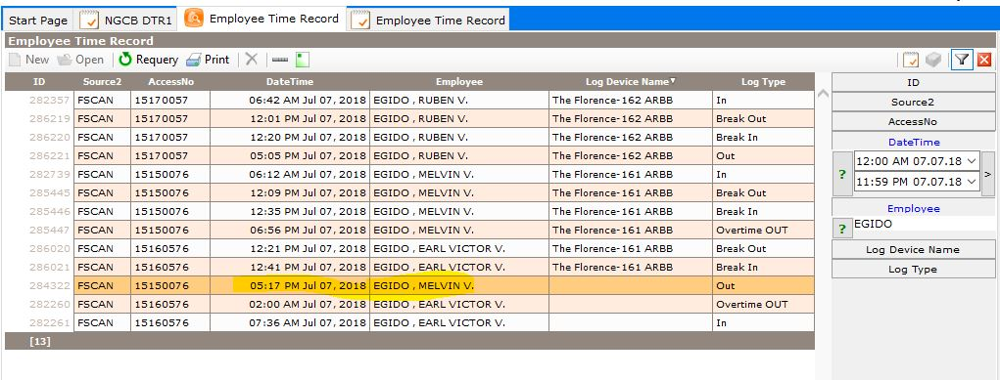 Start Page NGCB DTR1 Employee Time Record Employee Time Record
Employee Time Record
New Open Requery Print
ID Source2 AccessNo DateTime Employee Log Device Name Log Type
282357 FSCAN 15170057 06:42 AM Jul 07, 2018 EGIDO , RUBEN V. The Florence-162 ARBB In
286219 FSCAN 15170057 12:01 PM Jul 07, 2018 EGIDO , RUBEN V. The Florence-162 ARBB Break Out
286220 FSCAN 15170057 12:20 PM Jul 07, 2018 EGIDO , RUBEN V. The Florence-162 ARBB Break In
286221 FSCAN 15170057 05:05 PM Jul 07, 2018 EGIDO , RUBEN V. The Florence-162 ARBB Out
282739 FSCAN 15150076 06:12 AM Jul 07, 2018 EGIDO , MELVIN V. The Florence-161 ARBB In
285445 FSCAN 15150076 12:09 PM Jul 07, 2018 EGIDO , MELVIN V. The Florence-161 ARBB Break Out
285446 FSCAN 15150076 12:35 PM Jul 07, 2018 EGIDO , MELVIN V. The Florence-161 ARBB Break In
285447 FSCAN 15150076 06:56 PM Jul 07, 2018 EGIDO , MELVIN V. The Florence-161 ARBB Overtime OUT
286020 FSCAN 15160576 12:21 PM Jul 07, 2018 EGIDO , EARL VICTOR V. The Florence-161 ARBB Break Out
286021 FSCAN 15160576 12:41 PM Jul 07, 2018 EGIDO , EARL VICTOR V. The Florence-161 ARBB Break In
284322 FSCAN 15150076 05:17 PM Jul 07, 2018 EGIDO , MELVIN V. Out
282260 FSCAN 15160576 02:00 AM Jul 07, 2018 EGIDO , EARL VICTOR V. Overtime OUT
282261 FSCAN 15160576 07:36 AM Jul 07, 2018 EGIDO , EARL VICTOR V. In
[13]
ID
Source2
AccessNo
DateTime
? 12:00 AM 07.07.18
11:59 PM 07.07.18 >
Employee
? EGIDO
Log Device Name
Log Type